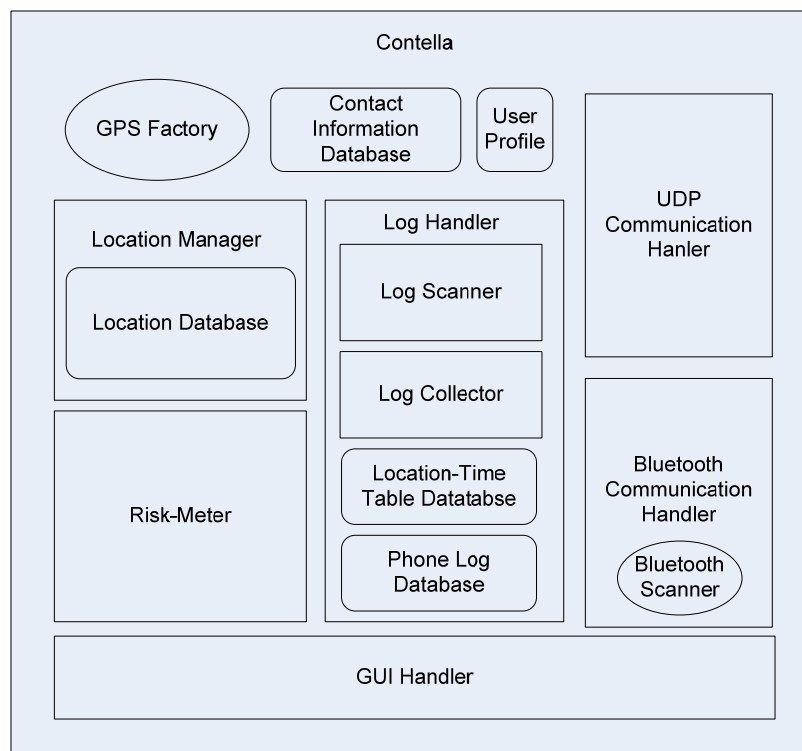 Contella
GPS Factory
Contact
Information
Database
User
Profile
UDP
Communication
Hanler
Location Manager
Location Database
Log Handler
Log Scanner
Log Collector
Location-Time
Table Datatabse
Phone Log
Database
Risk-Meter
Bluetooth
Communication
Handler
Bluetooth
Scanner
GUI Handler